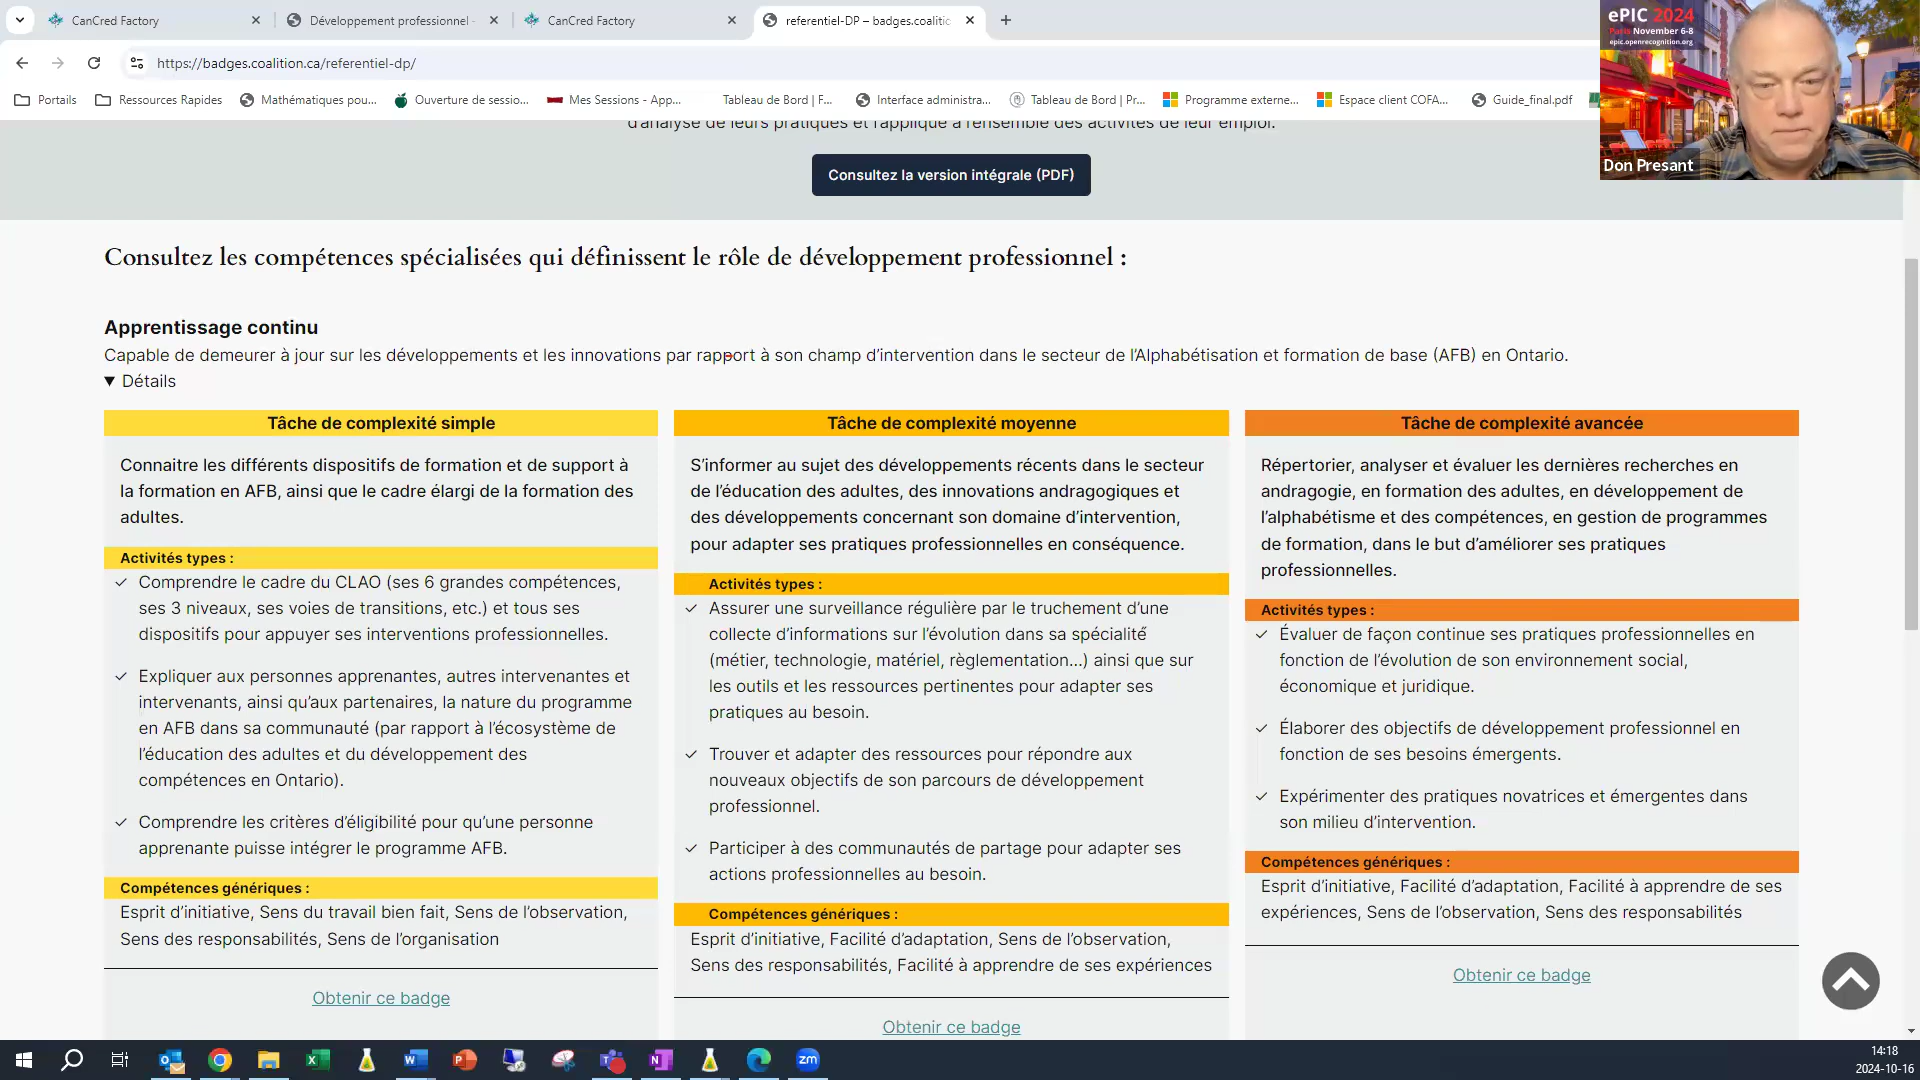 CanCred Factory
Développement professionnel -
CanCred Factory
referentiel-DP – badges.coalitic
https://badges.coalition.ca/referentiel-dp/
Portails
Ressources Rapides
Mathématiques pou...
Ouverture de sessio...
Mes Sessions - App...
Tableau de Bord | F...
Interface administra...
Tableau de Bord | Pr...
Programme externe...
Espace client COFA...
Guide_final.pdf
ePIC 2024
Paris November 6-8
epic.openrecognition.org
Don Presant
d'analyse de leurs pratiques et l'applique à l'ensemble des activités de leur emploi.
Consultez la version intégrale (PDF)
Consultez les compétences spécialisées qui définissent le rôle de développement professionnel :
Apprentissage continu
Capable de demeurer à jour sur les développements et les innovations par rapport à son champ d'intervention dans le secteur de l'Alphabétisation et formation de base (AFB) en Ontario.
Détails
Tâche de complexité simple
Connaitre les différents dispositifs de formation et de support à
la formation en AFB, ainsi que le cadre élargi de la formation des
adultes.
Activités types :
Comprendre le cadre du CLAO (ses 6 grandes compétences,
ses 3 niveaux, ses voies de transitions, etc.) et tous ses
dispositifs pour appuyer ses interventions professionnelles.
Expliquer aux personnes apprenantes, autres intervenantes et
intervenants, ainsi qu'aux partenaires, la nature du programme
en AFB dans sa communauté (par rapport à l'écosystème de
l'éducation des adultes et du développement des
compétences en Ontario).
Comprendre les critères d'éligibilité pour qu'une personne
apprenante puisse intégrer le programme AFB.
Compétences génériques :
Esprit d'initiative, Sens du travail bien fait, Sens de l'observation,
Sens des responsabilités, Sens de l'organisation
Obtenir ce badge
Tâche de complexité moyenne
S'informer au sujet des développements récents dans le secteur
de l'éducation des adultes, des innovations andragogiques et
des développements concernant son domaine d'intervention,
pour adapter ses pratiques professionnelles en conséquence.
Activités types :
Assurer une surveillance régulière par le truchement d'une
collecte d'informations sur l'évolution dans sa spécialité
(métier, technologie, matériel, règlementation…) ainsi que sur
les outils et les ressources pertinentes pour adapter ses
pratiques au besoin.
Trouver et adapter des ressources pour répondre aux
nouveaux objectifs de son parcours de développement
professionnel.
Participer à des communautés de partage pour adapter ses
actions professionnelles au besoin.
Compétences génériques :
Esprit d'initiative, Facilité d'adaptation, Sens de l'observation,
Sens des responsabilités, Facilité à apprendre de ses expériences
Obtenir ce badge
Tâche de complexité avancée
Répertorier, analyser et évaluer les dernières recherches en
andragogie, en formation des adultes, en développement de
l'alphabétisme et des compétences, en gestion de programmes
de formation, dans le but d'améliorer ses pratiques
professionnelles.
Activités types :
Évaluer de façon continue ses pratiques professionnelles en
fonction de l'évolution de son environnement social,
économique et juridique.
Élaborer des objectifs de développement professionnel en
fonction de ses besoins émergents.
Expérimenter des pratiques novatrices et émergentes dans
son milieu d'intervention.
Compétences génériques :
Esprit d'initiative, Facilité d'adaptation, Facilité à apprendre de ses
expériences, Sens de l'observation, Sens des responsabilités
Obtenir ce badge
zm
14:18
2024-10-16